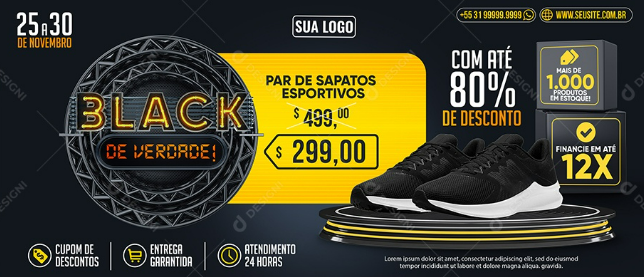 25 A 30
DE NOVEMBRO
SUA LOGO
+55 31 99999.9999
WWW.SEUSITE.COM.BR
BLACK
DE VERDADE!
PAR DE SAPATOS
ESPORTIVOS
$ 499,00
$ 299,00
COM ATÉ
80%
DE DESCONTO
MAIS DE
1.000
PRODUTOS
EM ESTOQUE!
FINANCIE EM ATÉ
12X
CUPOM DE
DESCONTOS
ENTREGA
GARANTIDA
ATENDIMENTO
24 HORAS
Lorem ipsum dolor sit amet, consectetur adipiscing elit, sed do eiusmod
tempor incididunt ut labore et dolore magna aliqua. gravida.
DESIGNI